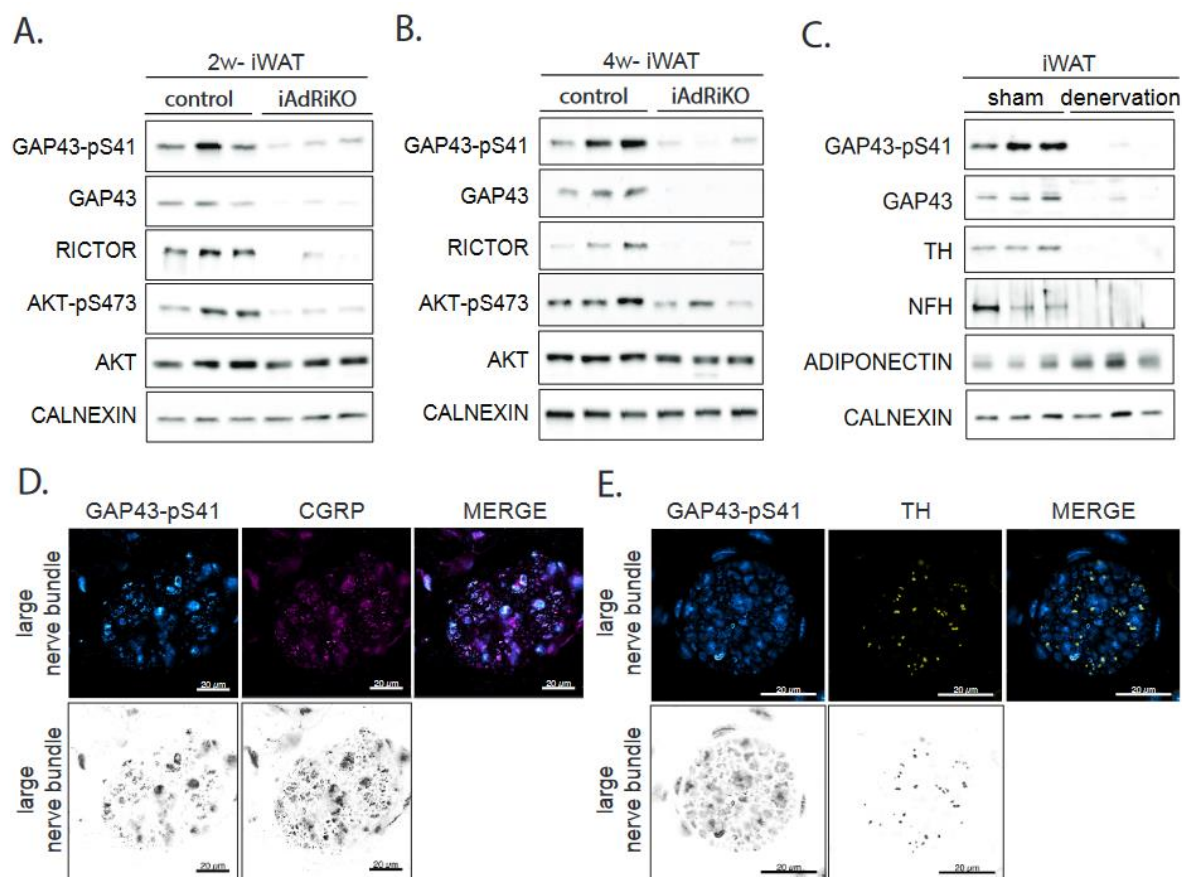 A.
2w- iWAT
control iAdRiKO
GAP43-pS41
GAP43
RICTOR
AKT-pS473
AKT
CALNEXIN
B.
4w- iWAT
control iAdRiKO
GAP43-pS41
GAP43
RICTOR
AKT-pS473
AKT
CALNEXIN
C.
iWAT
sham denervation
GAP43-pS41
GAP43
TH
NFH
ADIPONECTIN
CALNEXIN
D.
GAP43-pS41 CGRP MERGE
large
nerve bundle
20 µm 20 µm 20 µm
large
nerve bundle
20 µm 20 µm
E.
GAP43-pS41 TH MERGE
large
nerve bundle
20 µm 20 µm 20 µm
large
nerve bundle
20 µm 20 µm